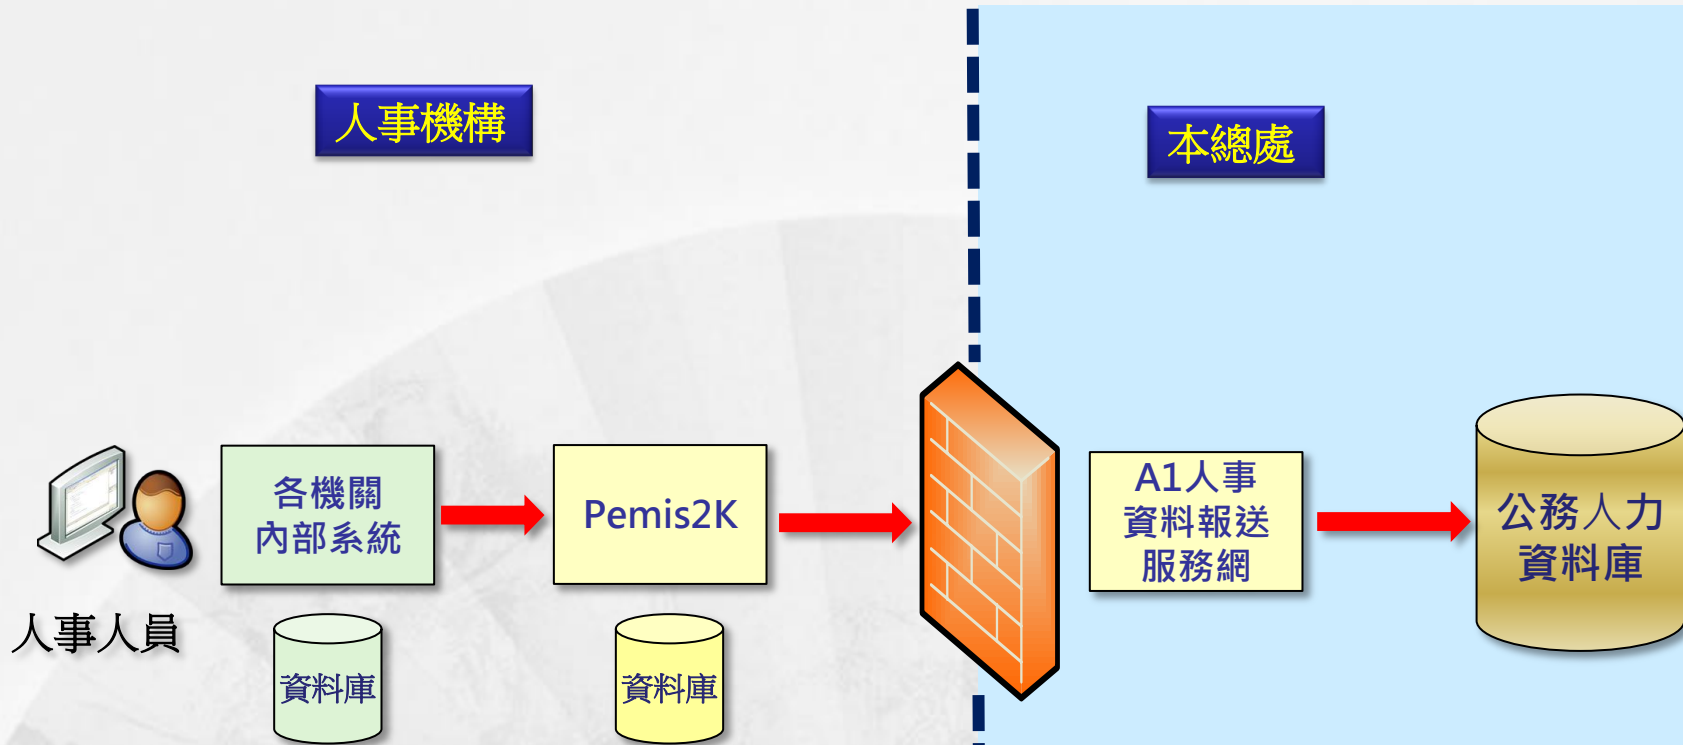 人事機構
本總處
人事人員
各機關
內部系統
資料庫
Pemis2K
資料庫
A1人事
資料報送
服務網
公務人力
資料庫